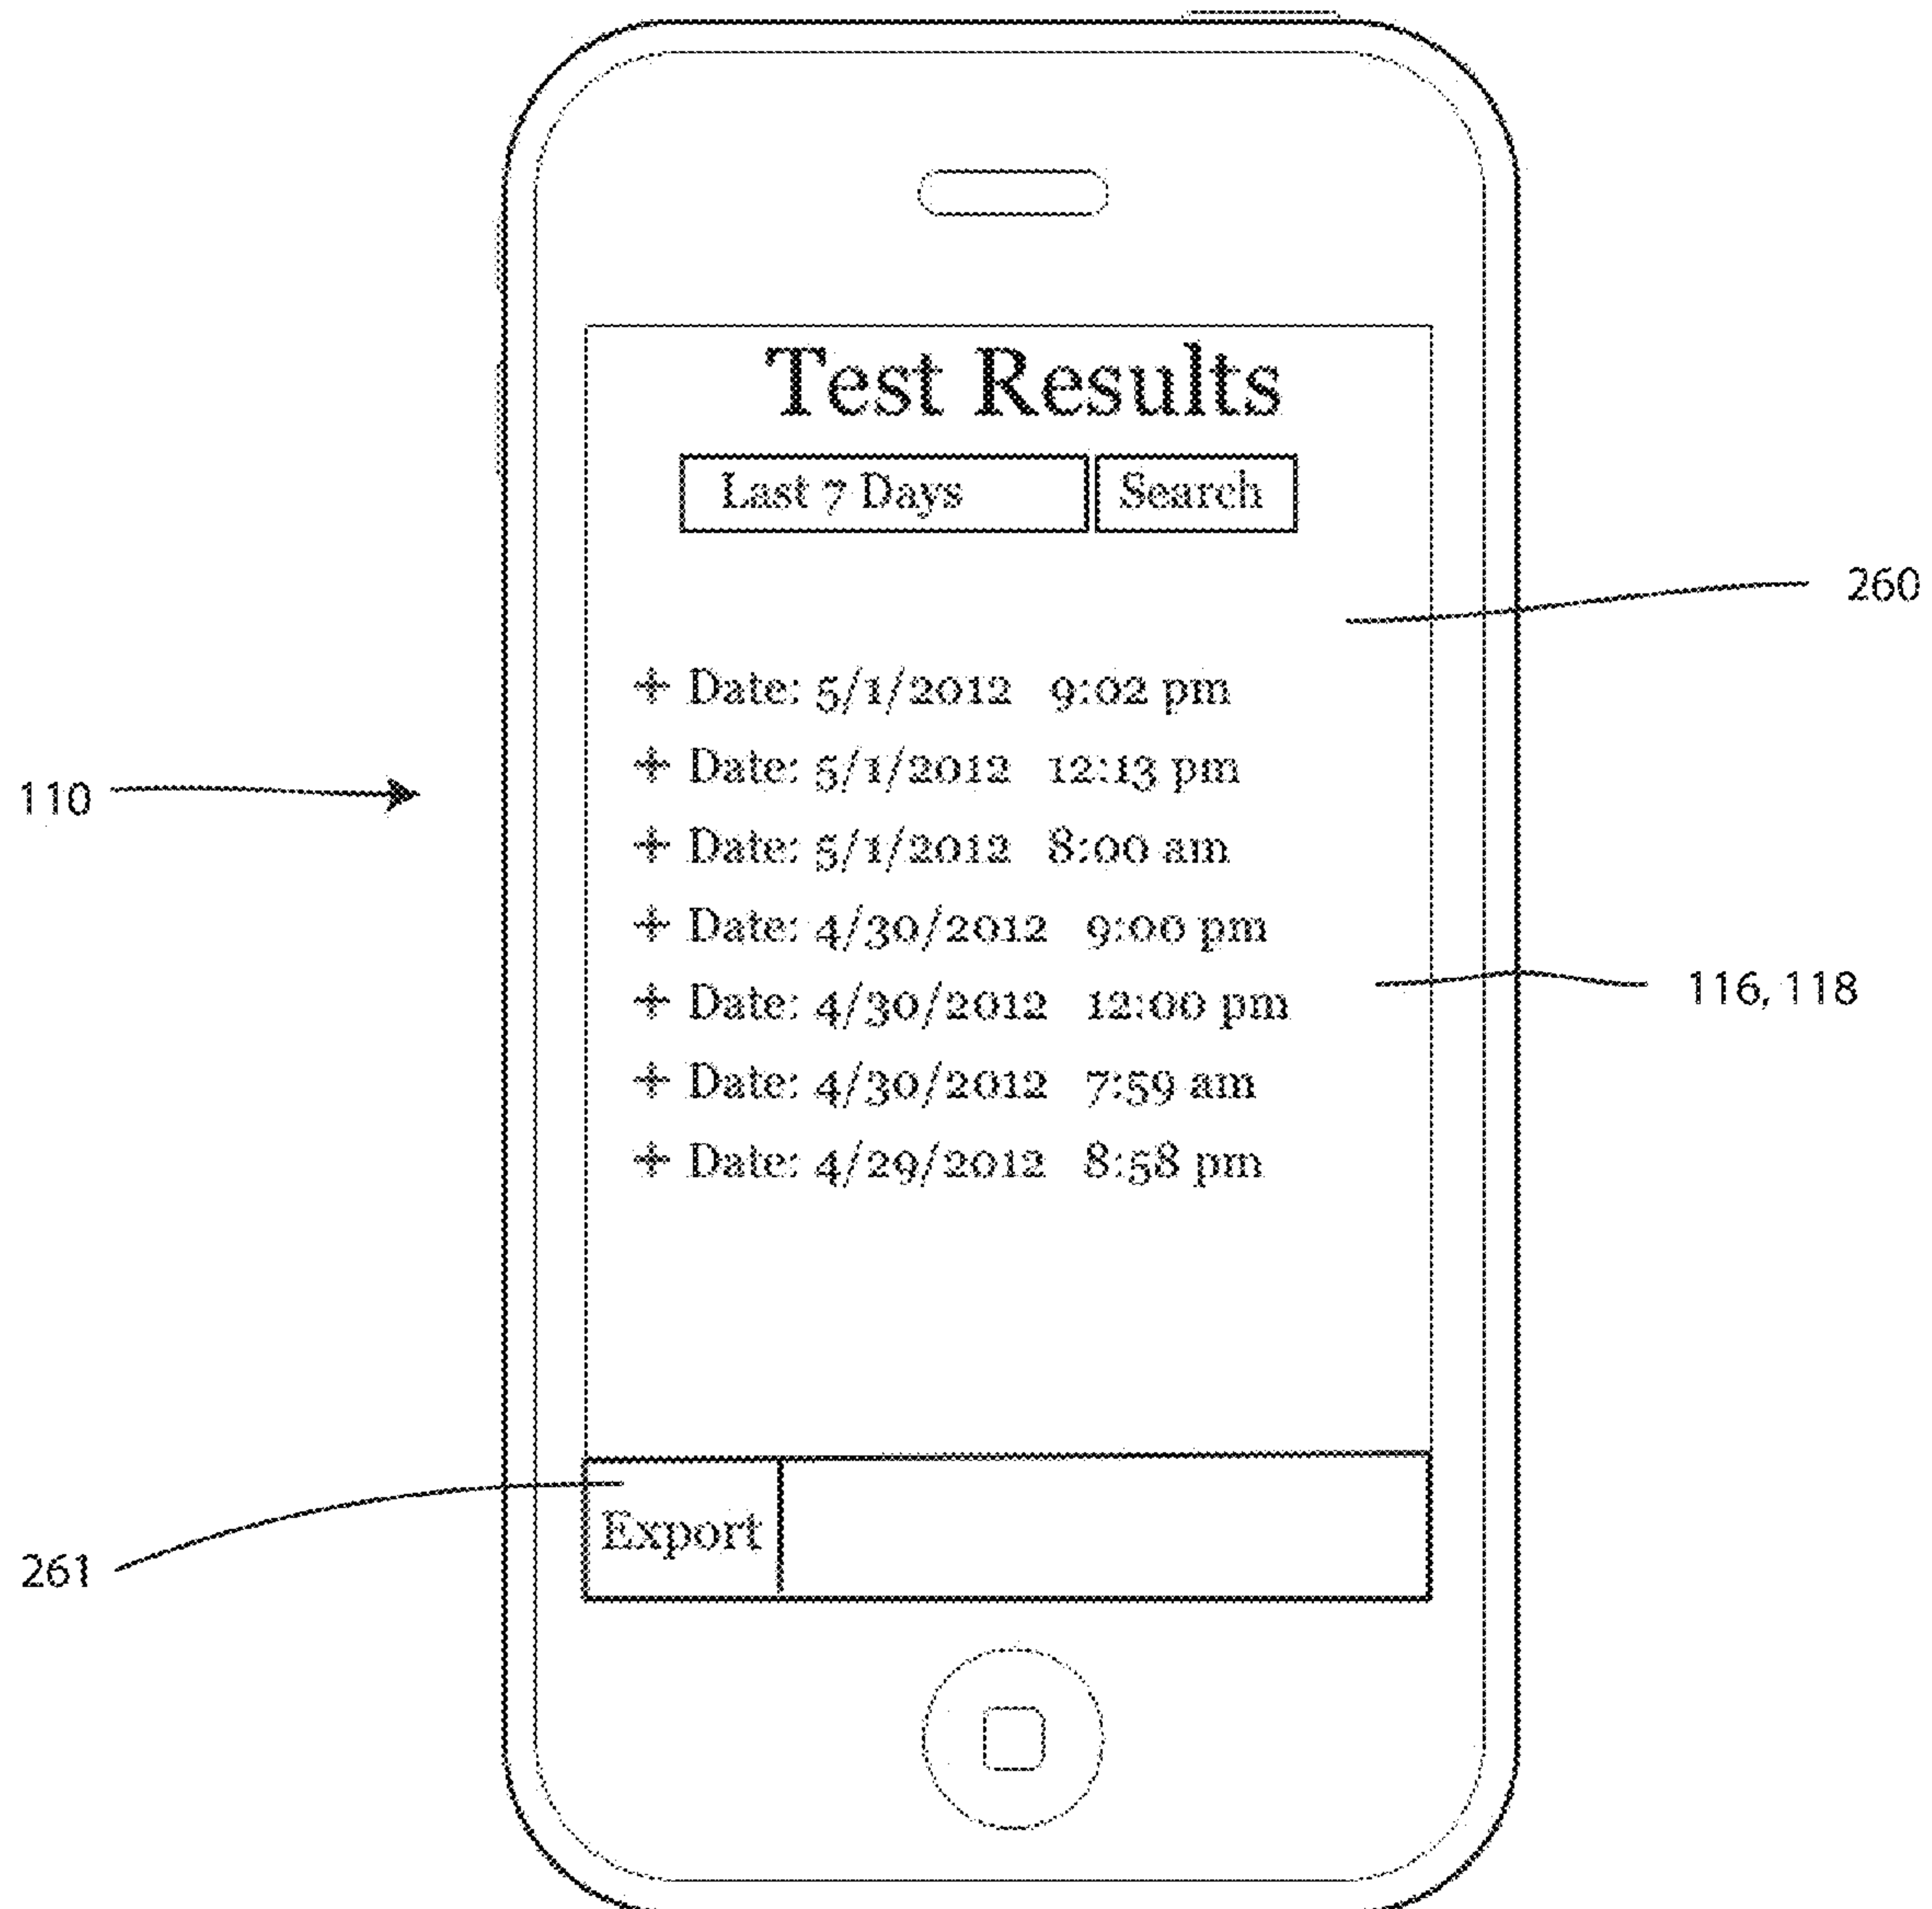 Test Results
Last 7 Days Search
260
+ Date: 5/1/2012 9:02 pm
+ Date: 5/1/2012 12:13 pm
110
+ Date: 5/1/2012 8:00 am
+ Date: 4/30/2012 9:00 pm
116, 118
+ Date: 4/30/2012 12:00 pm
+ Date: 4/30/2012 7:59 am
+ Date: 4/29/2012 8:58 pm
Export
261